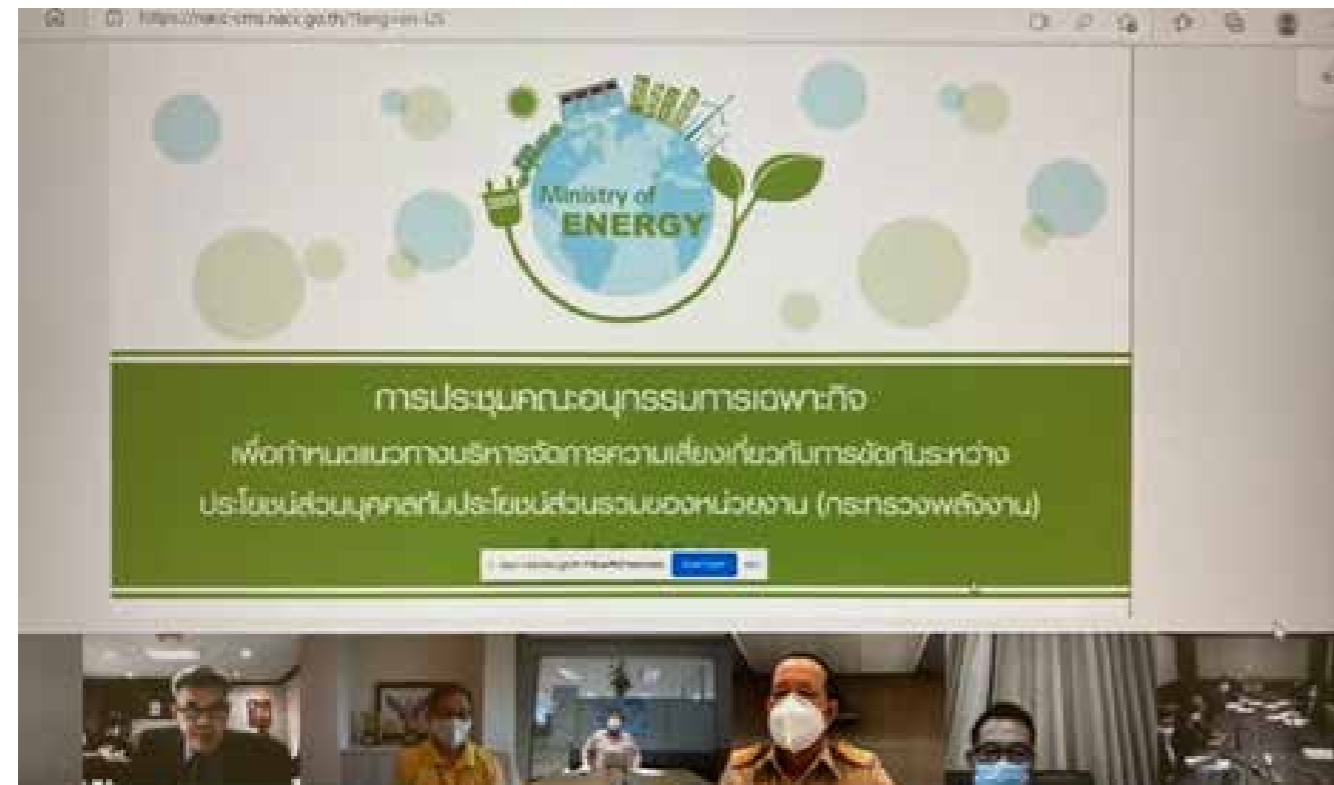 Ministry of
ENERGY
การประชุมคณะอนุกรรมการเฉพาะกิจ
เพื่อกำหนดแนวทางบริหารจัดการความเสี่ยงเกี่ยวกับการขัดกันระหว่าง
ประโยชน์ส่วนบุคคลกับประโยชน์ส่วนรวมของหน่วยงาน (กระทรวงพลังงาน)